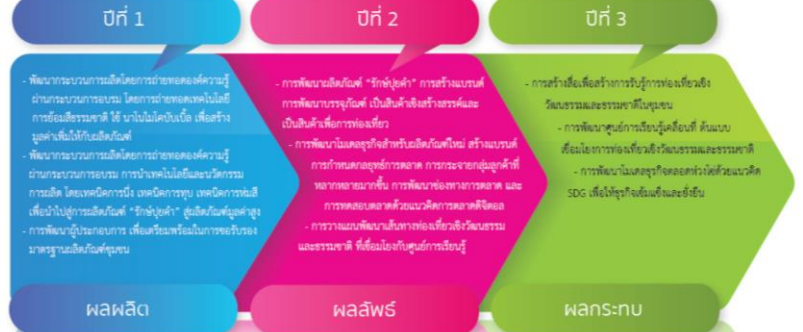 ปีที่ 1
- พัฒนากระบวนการผลิตโดยการถ่ายทอดองค์ความรู้
ผ่านกระบวนการอบรม โดยการถ่ายทอดเทคโนโลยี
การย้อมสีธรรมชาติ ใช้ นาโนไมโครบับเบิ้ล เพื่อสร้าง
มูลค่าเพิ่มให้กับผลิตภัณฑ์
- พัฒนากระบวนการผลิตโดยการถ่ายทอดองค์ความรู้
ผ่านกระบวนการอบรม การนำเทคโนโลยีและนวัตกรรม
การผลิต โดยเทคนิคการนึ่ง เทคนิคการทุบ เทคนิคการห่มสี
เพื่อนำไปสู่การผลิตภัณฑ์ “รักษ์ปุยคำ” สู่ผลิตภัณฑ์มูลค่าสูง
- การพัฒนาผู้ประกอบการ เพื่อเตรียมพร้อมในการขอรับรอง
มาตรฐานผลิตภัณฑ์ชุมชน
ผลผลิต
ปีที่ 2
- การพัฒนาผลิตภัณฑ์ “รักษ์ปุยคำ” การสร้างแบรนด์
การพัฒนาบรรจุภัณฑ์ เป็นสินค้าเชิงสร้างสรรค์และ
เป็นสินค้าเพื่อการท่องเที่ยว
- การพัฒนาโมเดลธุรกิจสำหรับผลิตภัณฑ์ใหม่ สร้างแบรนด์
การกำหนดกลยุทธ์การตลาด การกระจายกลุ่มลูกค้าที่
หลากหลายมากขึ้น การพัฒนาช่องทางการตลาด และ
การทดสอบตลาดด้วยแนวคิดการตลาดดิจิตอล
- การวางแผนพัฒนาเส้นทางท่องเที่ยวเชิงวัฒนธรรม
และธรรมชาติ ที่เชื่อมโยงกับศูนย์การเรียนรู้
ผลลัพธ์
ปีที่ 3
- การสร้างสื่อเพื่อสร้างการรับรู้การท่องเที่ยวเชิง
วัฒนธรรมและธรรมชาติในชุมชน
- การพัฒนาศูนย์การเรียนรู้เคลื่อนที่ ต้นแบบ
เชื่อมโยงการท่องเที่ยวเชิงวัฒนธรรมและธรรมชาติ
- การพัฒนาโมเดลธุรกิจตลอดห่วงโซ่ด้วยแนวคิด
SDG เพื่อให้ธุรกิจเข้มแข็งและยั่งยืน
ผลกระทบ